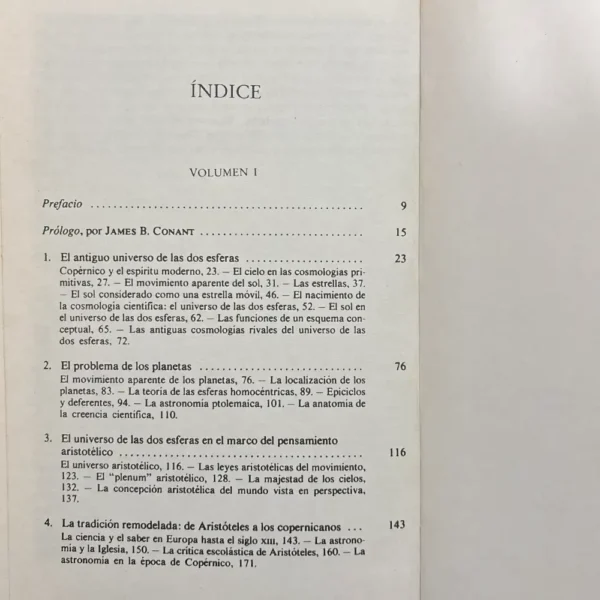 ÍNDICE
VOLUMEN I
Prefacio ................................................ 9
Prólogo, por JAMES B. CONANT ............................ 15
1. El antiguo universo de las dos esferas ..................... 23
Copérnico y el espíritu moderno, 23. — El cielo en las cosmologías pri-
mitivas, 27. — El movimiento aparente del sol, 31. — Las estrellas, 37.
— El sol considerado como una estrella móvil, 46. — El nacimiento de
la cosmología científica: el universo de las dos esferas, 52. — El sol en
el universo de las dos esferas, 62. — Las funciones de un esquema con-
ceptual, 65. — Las antiguas cosmologías rivales del universo de las
dos esferas, 72.
2. El problema de los planetas ............................. 76
El movimiento aparente de los planetas, 76. — La localización de los
planetas, 83. — La teoría de las esferas homocéntricas, 89. — Epiciclos
y deferentes, 94. — La astronomía ptolemaica, 101. — La anatomía de
la creencia científica, 110.
3. El universo de las dos esferas en el marco del pensamiento
aristotélico ........................................... 116
El universo aristotélico, 116. — Las leyes aristotélicas del movimiento,
123. — El "plenum" aristotélico, 128. — La majestad de los cielos,
132. — La concepción aristotélica del mundo vista en perspectiva,
137.
4. La tradición remodelada: de Aristóteles a los copernicanos ... 143
La ciencia y el saber en Europa hasta el siglo XIII, 143. — La astrono-
mía y la Iglesia, 150. — La crítica escolástica de Aristóteles, 160. — La
astronomía en la época de Copérnico, 171.